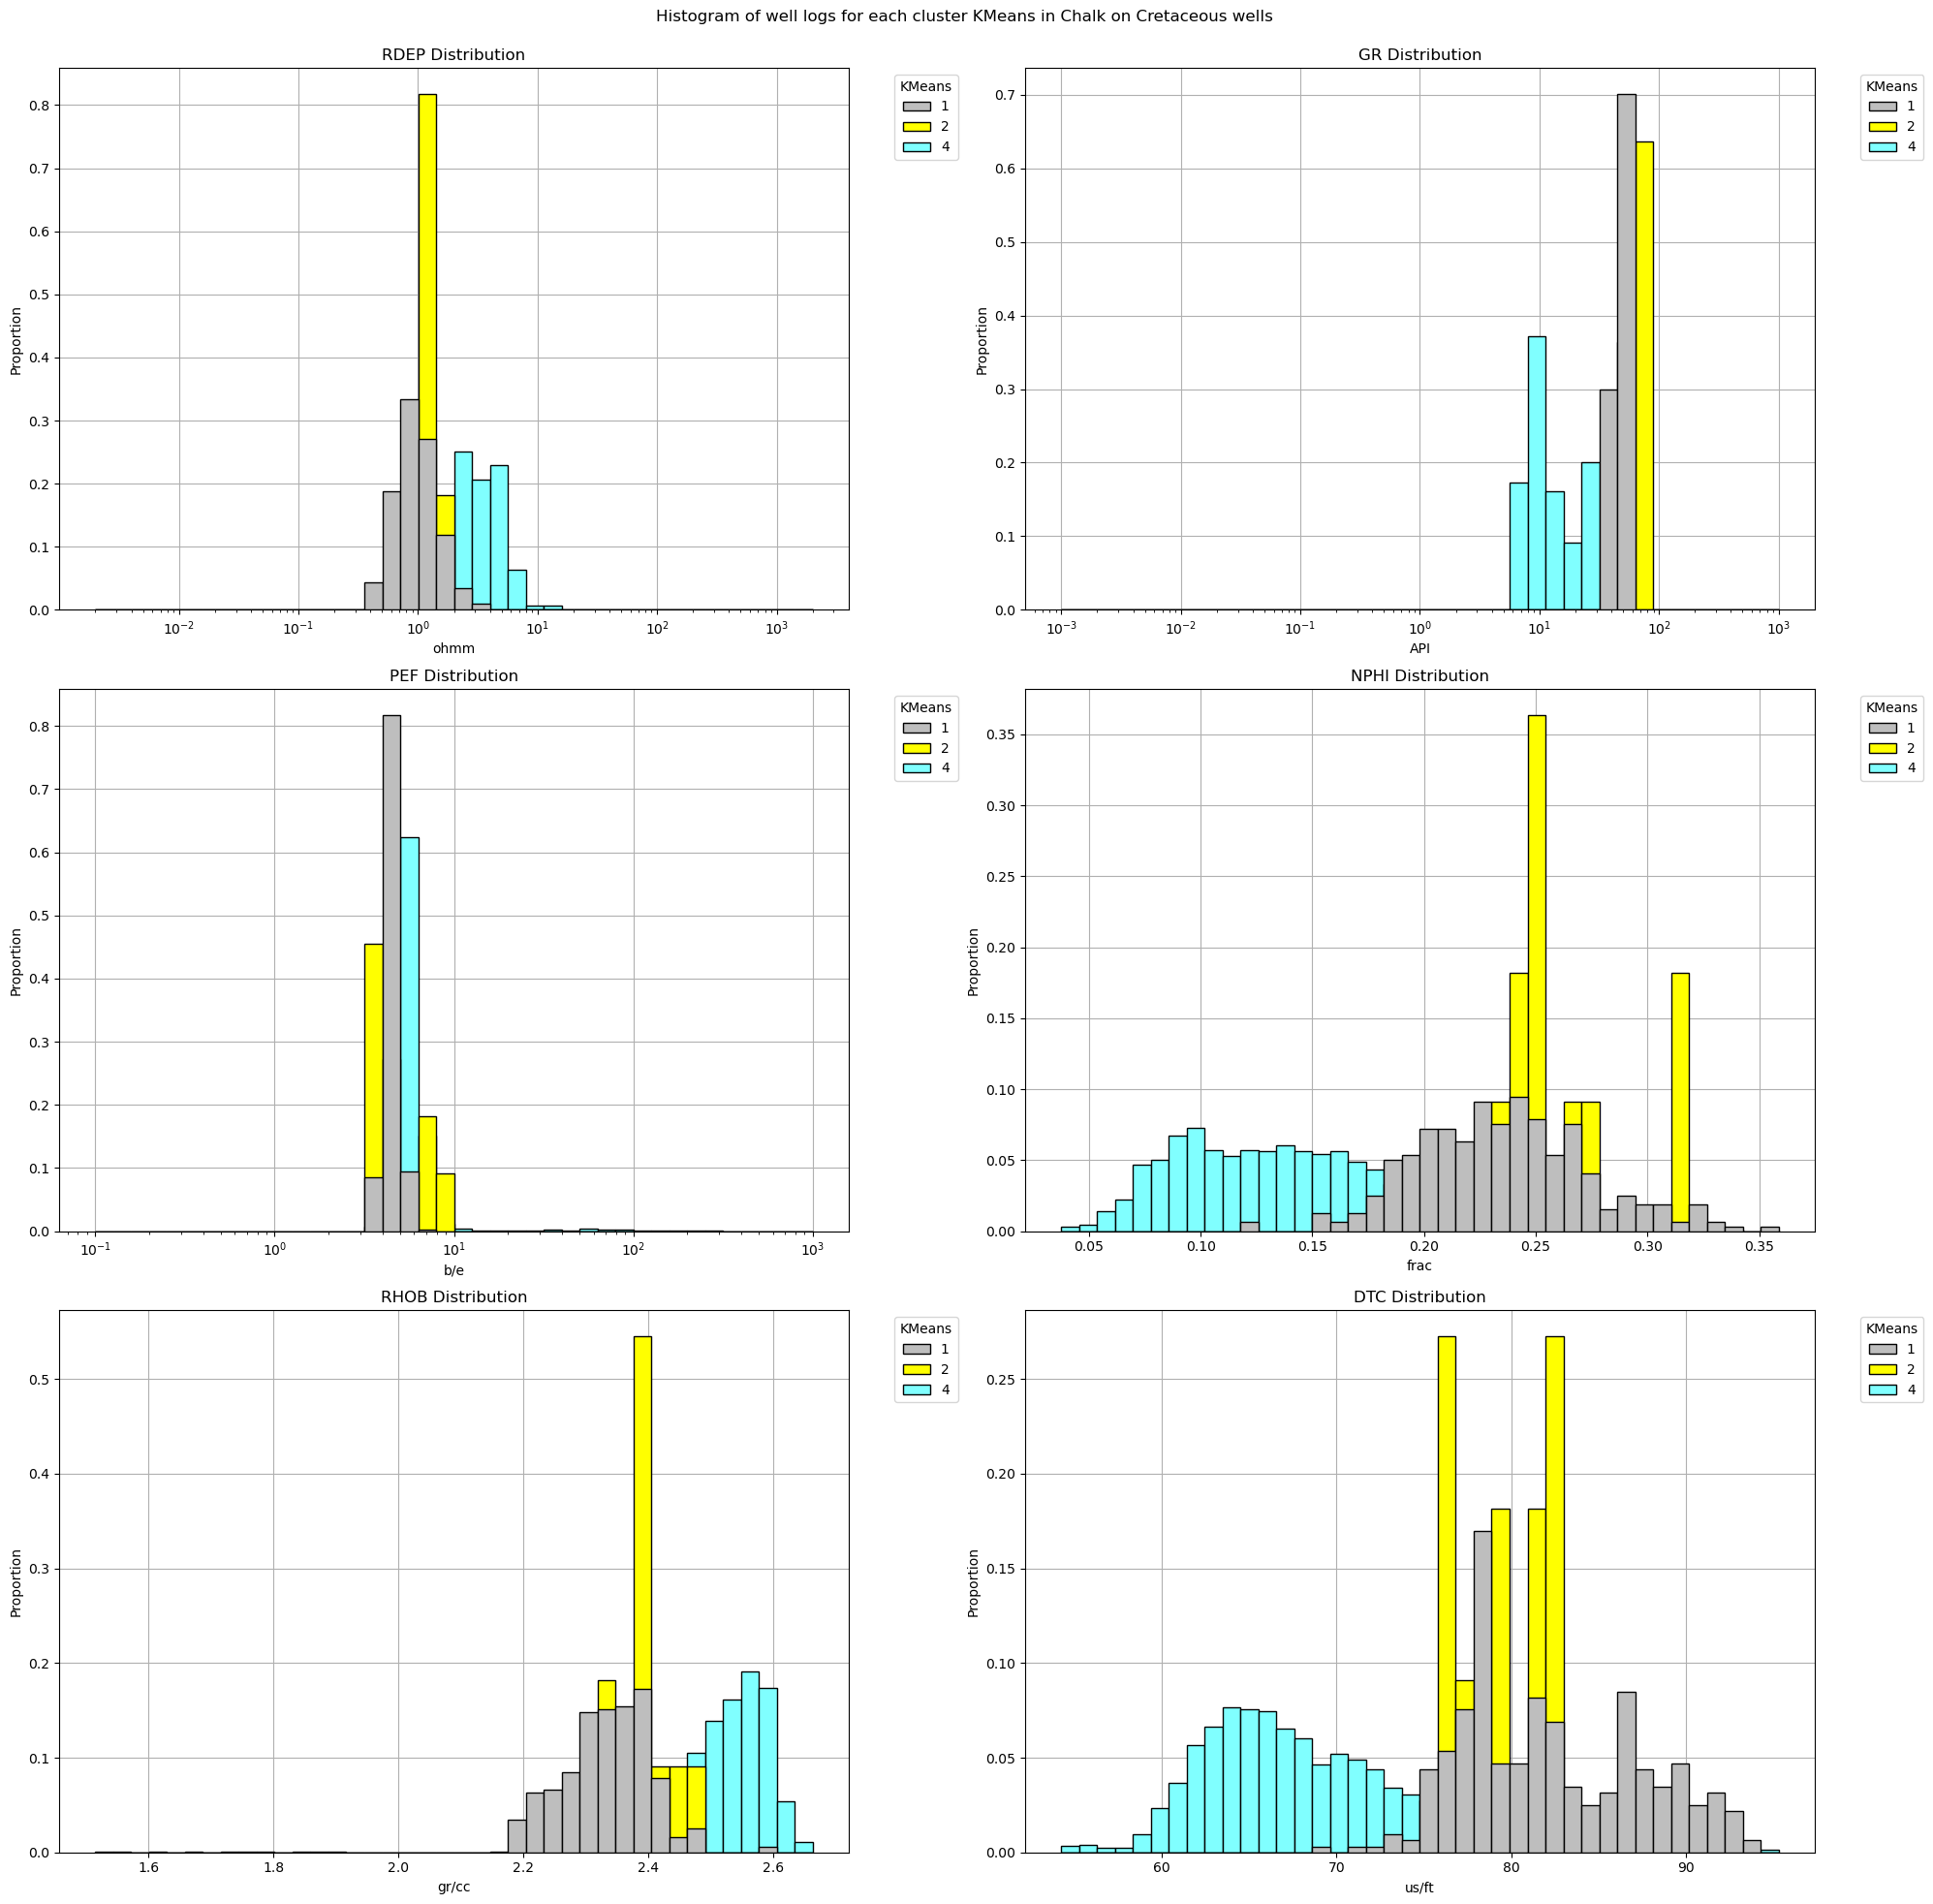 Histogram of well logs for each cluster KMeans in Chalk on Cretaceous wells
RDEP Distribution
Proportion
0.8
0.7
0.6
0.5
0.4
0.3
0.2
0.1
0.0
10⁻² 10⁻¹ 10⁰ 10¹ 10² 10³
ohmm
KMeans
1
2
4
GR Distribution
Proportion
0.7
0.6
0.5
0.4
0.3
0.2
0.1
0.0
10⁻³ 10⁻² 10⁻¹ 10⁰ 10¹ 10² 10³
API
KMeans
1
2
4
PEF Distribution
Proportion
0.8
0.7
0.6
0.5
0.4
0.3
0.2
0.1
0.0
10⁻¹ 10⁰ 10¹ 10² 10³
b/e
KMeans
1
2
4
NPHI Distribution
Proportion
0.35
0.30
0.25
0.20
0.15
0.10
0.05
0.00
0.05 0.10 0.15 0.20 0.25 0.30 0.35
frac
KMeans
1
2
4
RHOB Distribution
Proportion
0.5
0.4
0.3
0.2
0.1
0.0
1.6 1.8 2.0 2.2 2.4 2.6
gr/cc
KMeans
1
2
4
DTC Distribution
Proportion
0.25
0.20
0.15
0.10
0.05
0.00
60 70 80 90
us/ft
KMeans
1
2
4